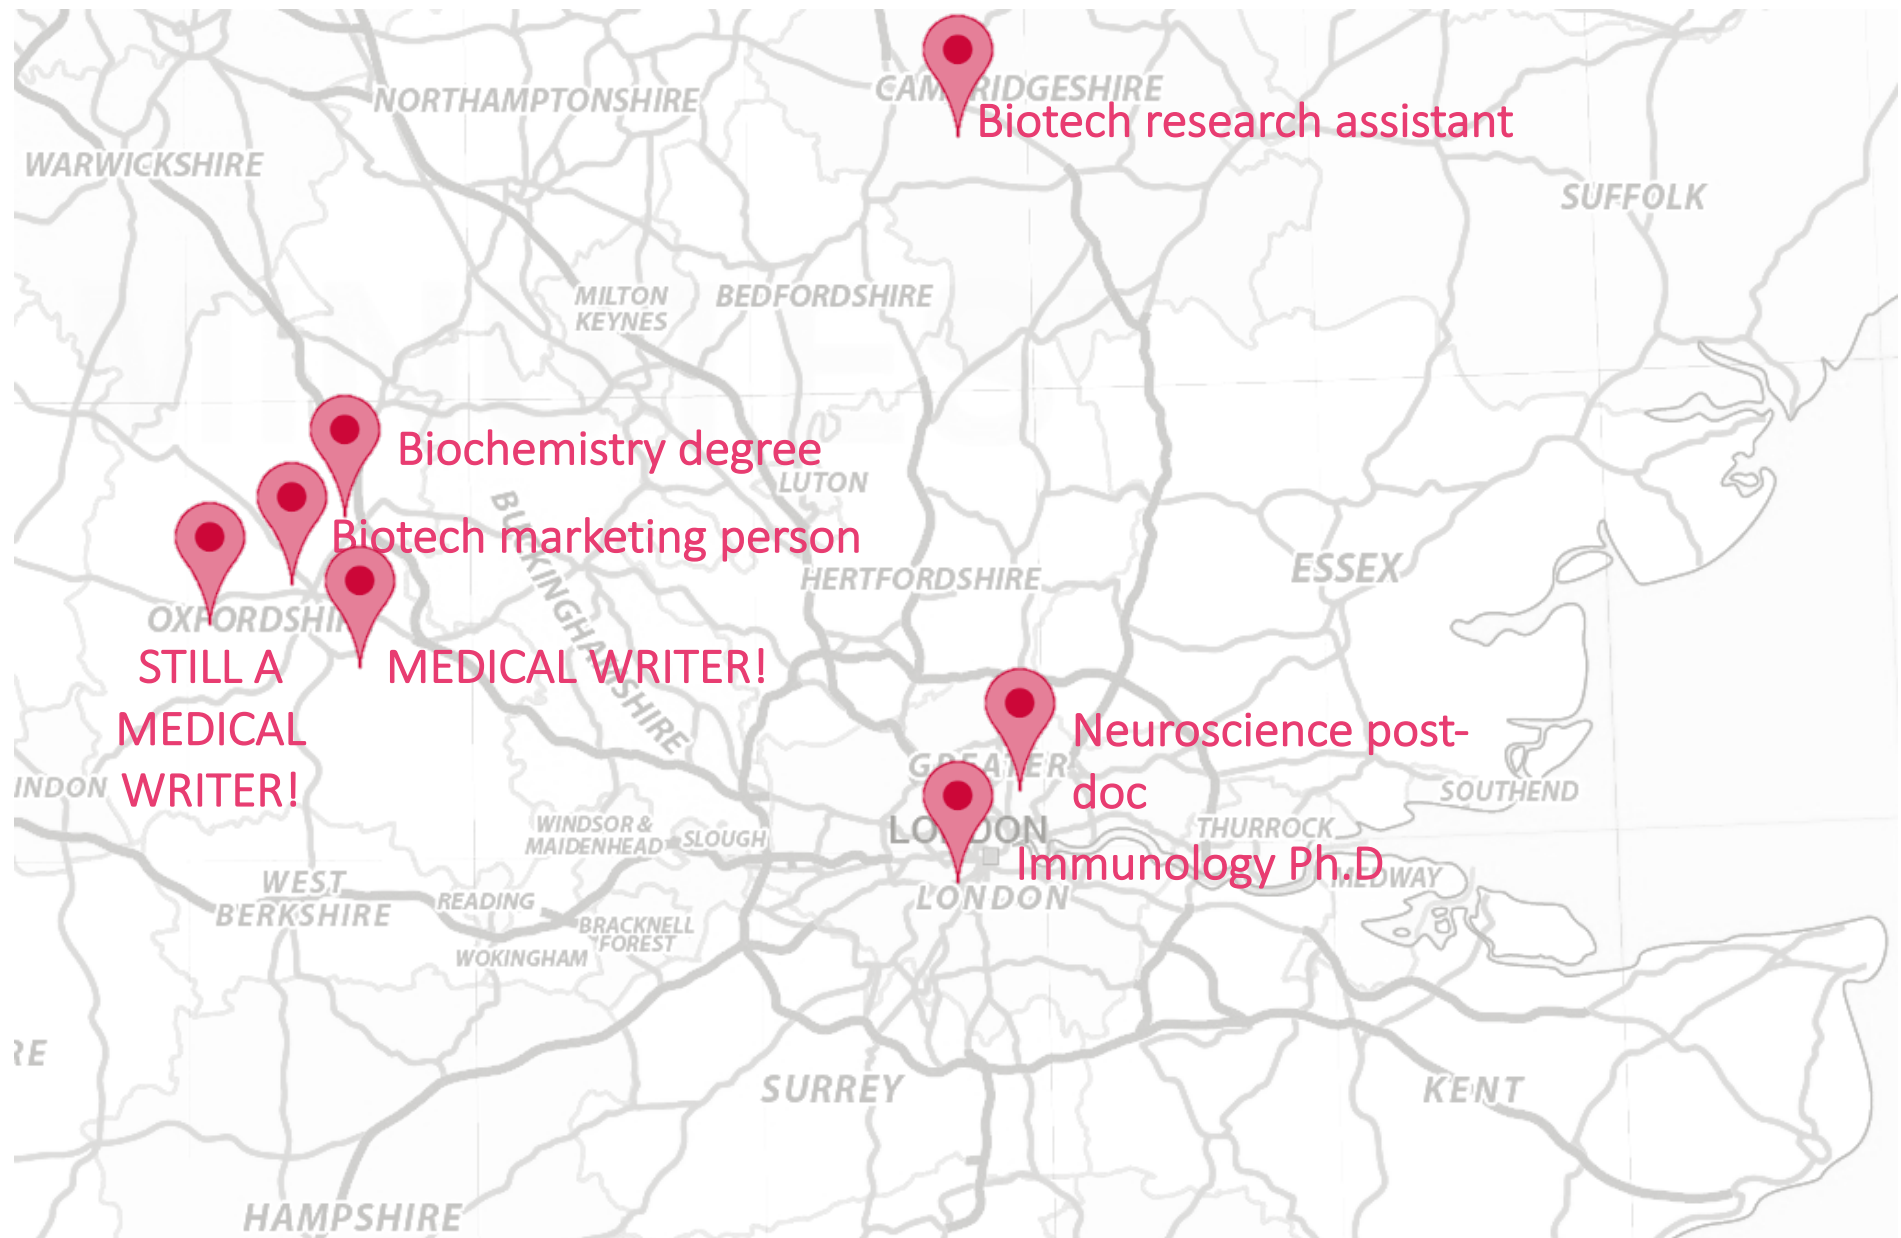 CAMBRIDGESHIRE
NORTHAMPTONSHIRE
Biotech research assistant
WARWICKSHIRE
SUFFOLK
MILTON
KEYNES
BEDFORDSHIRE
Biochemistry degree
LUTON
Biotech marketing person
BUCKINGHAMSHIRE
ESSEX
HERTFORDSHIRE
OXFORDSHI
STILL A
MEDICAL
WRITER!
MEDICAL WRITER!
Neuroscience post-
doc
GREATER
INDON
SOUTHEND
WINDSOR &
MAIDENHEAD
SLOUGH
LONDON
THURROCK
Immunology Ph.D
MEDWAY
LONDON
WEST
BERKSHIRE
READING
BRACKNELL
FOREST
WOKINGHAM
RE
SURREY
KENT
HAMPSHIRE